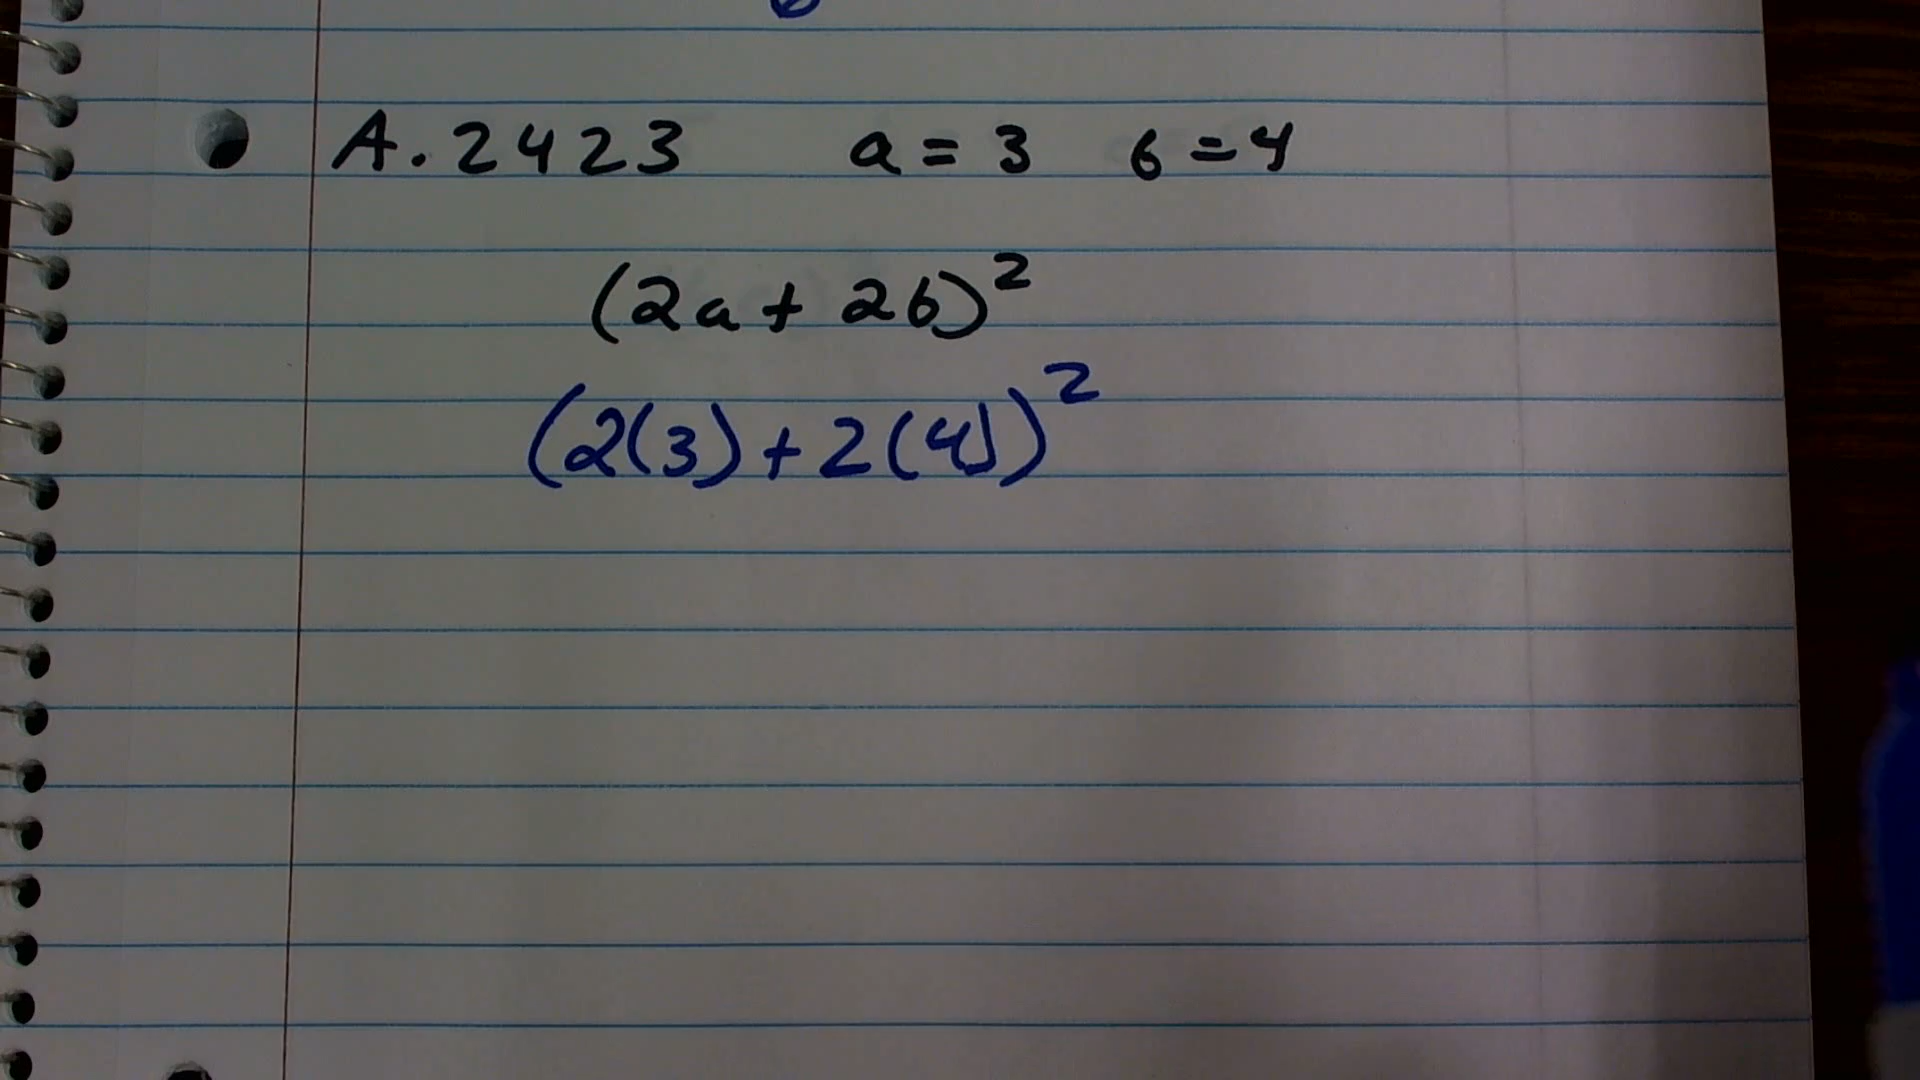 A. 2423 a = 3 b = 4
(2a + 2b)²
(2(3) + 2(4))²